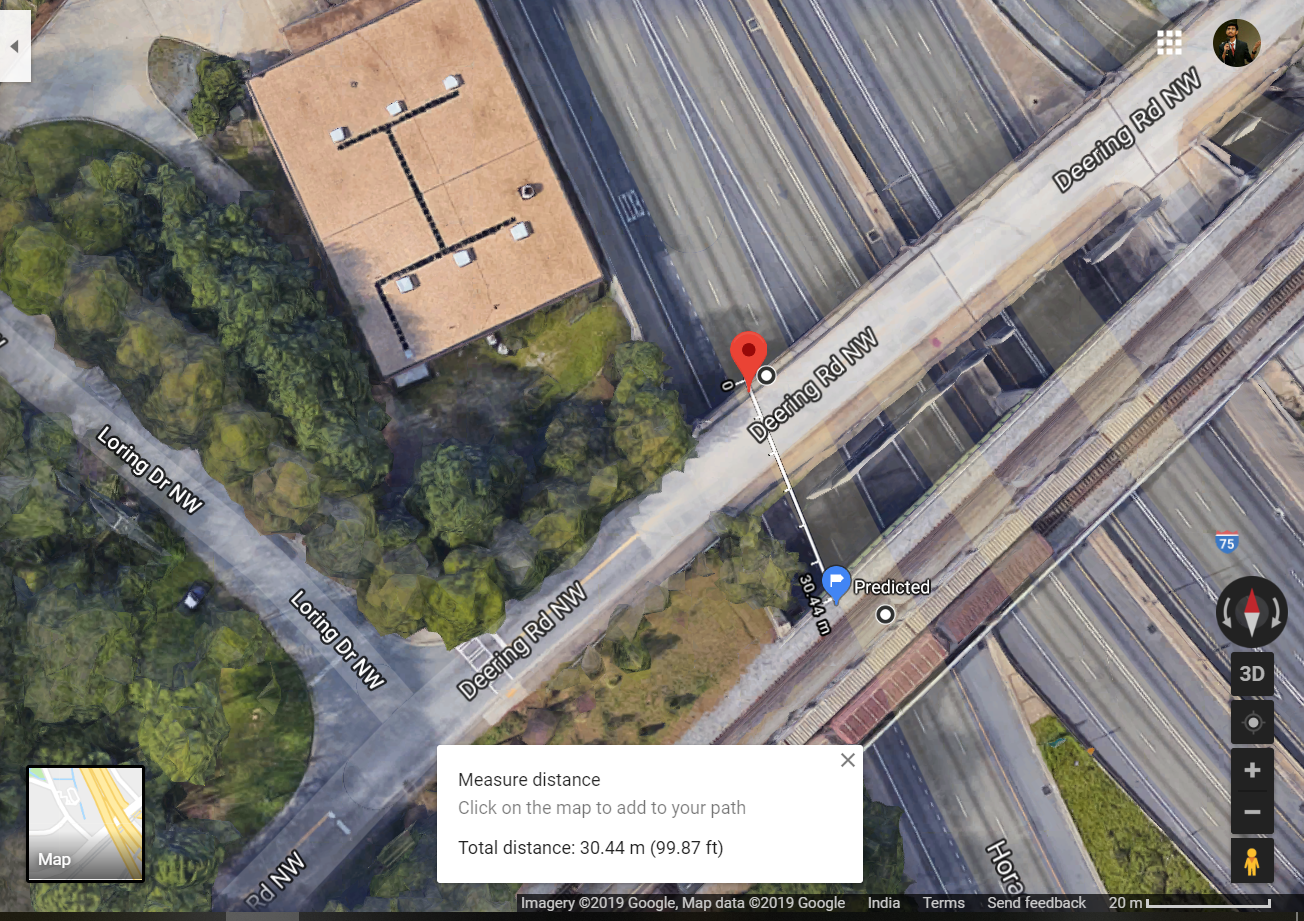 Deering Rd NW
0
Deering Rd NW
Loring Dr NW
75
Predicted
30.44 m
Loring Dr NW
Deering Rd NW
3D
Measure distance
Click on the map to add to your path
Total distance: 30.44 m (99.87 ft)
Map
Rd NW
Hora
Imagery ©2019 Google, Map data ©2019 Google India Terms Send feedback 20 m